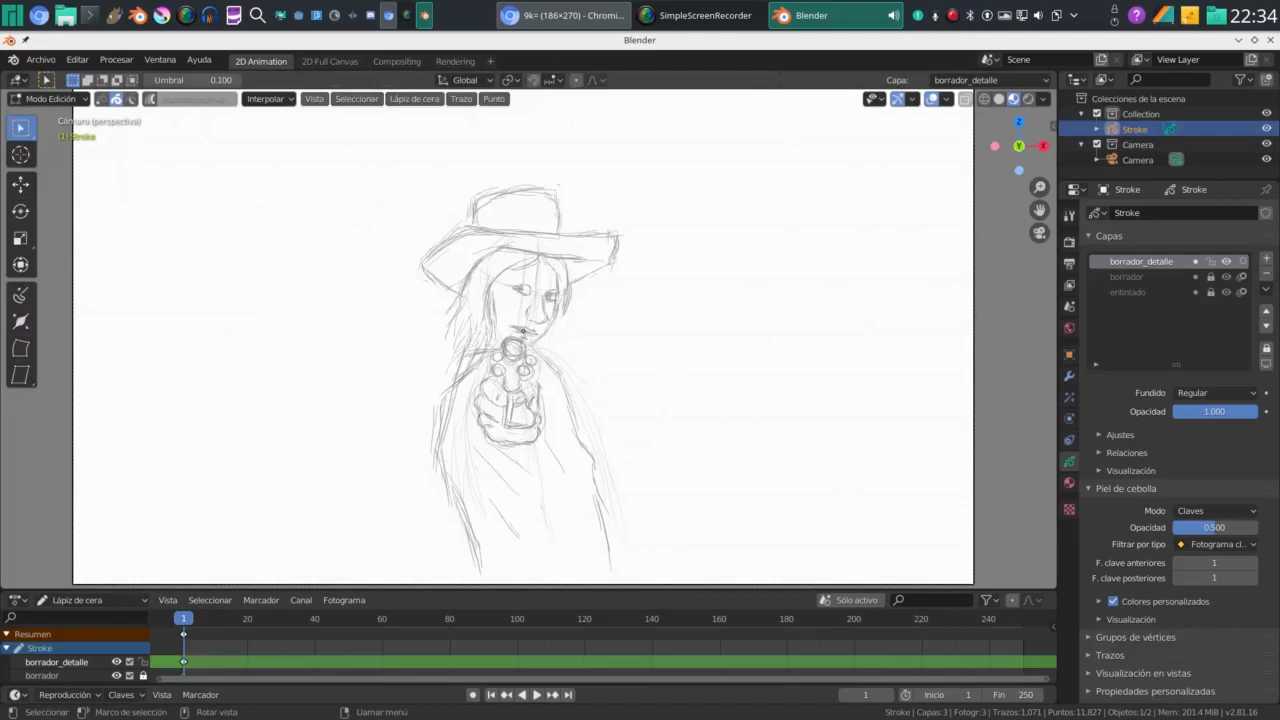 9k= (186×270) - Chromi...
SimpleScreenRecorder
Blender
22:34
Blender
Archivo Editar Procesar Ventana Ayuda
2D Animation 2D Full Canvas Compositing Rendering +
Scene
View Layer
Umbral 0.100
Global
Capa: borrador_detalle
Modo Edición
Interpolar Vista Seleccionar Lápiz de cera Trazo Punto
Cámara (perspectiva)
(1) Stroke
Z
Y
X
Colecciones de la escena
Collection
Stroke
Camera
Camera
Stroke Stroke
Stroke
Capas
borrador_detalle
borrador
entintado
Fundido Regular
Opacidad 1.000
Ajustes
Relaciones
Visualización
Piel de cebolla
Modo Claves
Opacidad 0.500
Filtrar por tipo Fotograma cl...
F. clave anteriores 1
F. clave posteriores 1
Colores personalizados
Visualización
Grupos de vértices
Trazos
Visualización en vistas
Propiedades personalizadas
Lápiz de cera Vista Seleccionar Marcador Canal Fotograma Sólo activo
1 20 40 60 80 100 120 140 160 180 200 220 240
Resumen
Stroke
borrador_detalle
borrador
Reproducción Claves Vista Marcador
1 Inicio 1 Fin 250
Seleccionar Marco de selección Rotar vista Llamar menú
Stroke | Capas:3 | Fotogr:3 | Trazos:1,071 | Puntos:11,827 | Objetos:1/2 | Mem: 201.4 MiB | v2.81.16